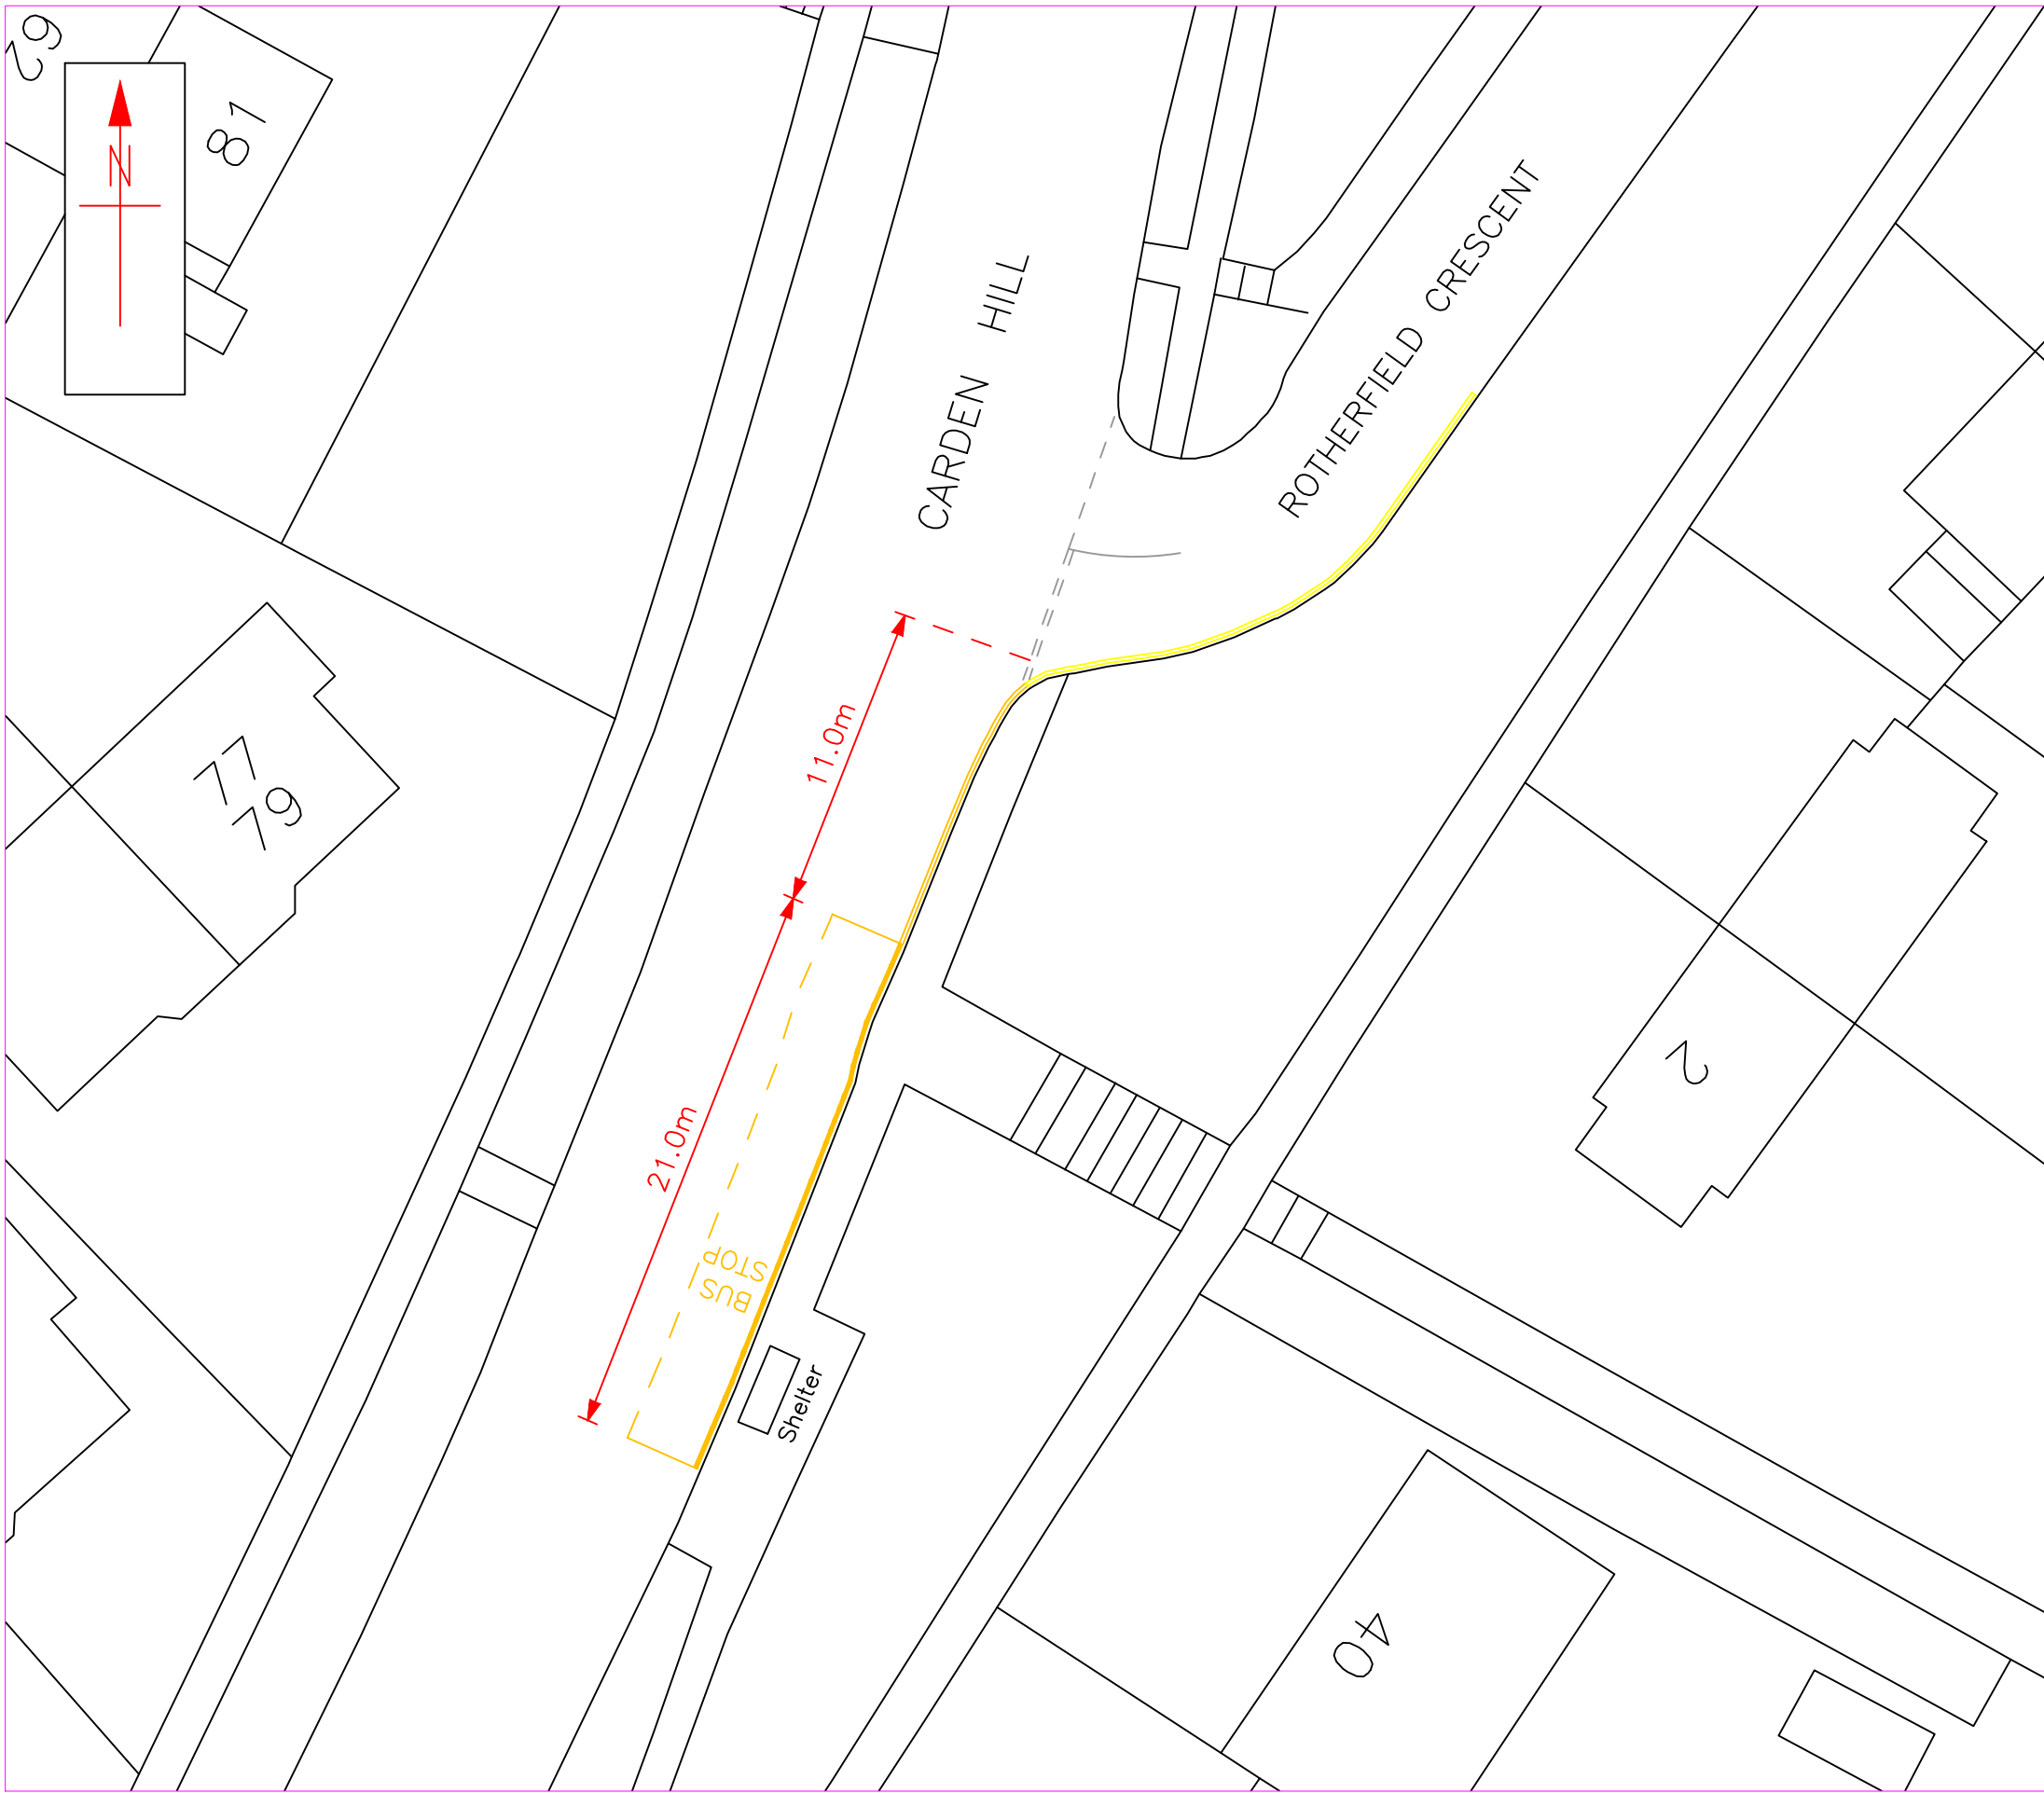 79
81
N
CARDEN HILL
ROTHERFIELD CRESCENT
11.0m
77
79
21.0m
2
BUS
STOP
Shelter
40